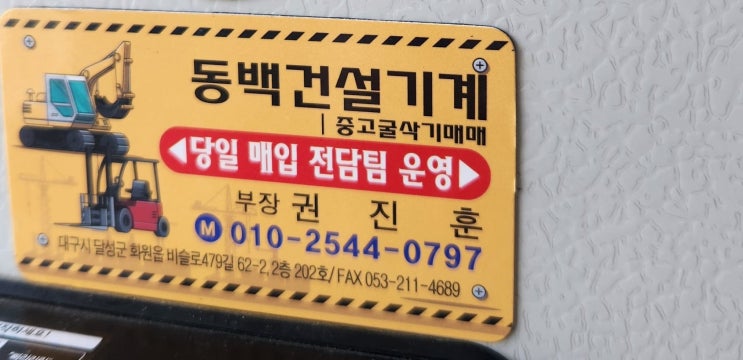 동백건설기계
| 중고굴삭기매매
◀당일 매입 전담팀 운영▶
부장 권 진 훈
M 010-2544-0797
대구시 달성군 화원읍 비슬로479길 62-2, 2층 202호/ FAX 053-211-4689